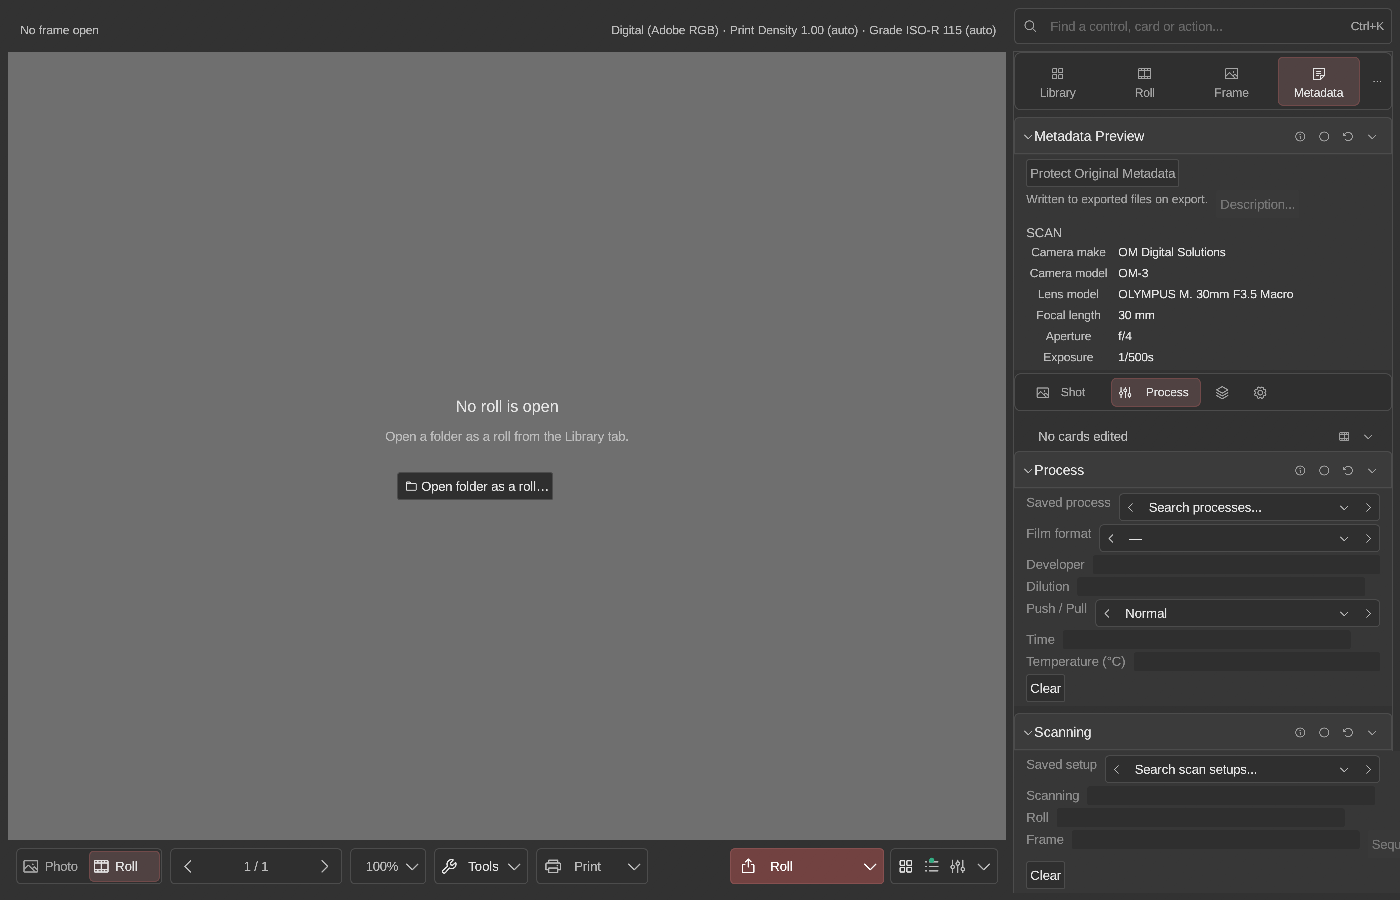 No frame open
Digital (Adobe RGB) · Print Density 1.00 (auto) · Grade ISO-R 115 (auto)
Find a control, card or action...
Ctrl+K
Library
Roll
Frame
Metadata
...
Metadata Preview
Protect Original Metadata
Written to exported files on export.
Description...
SCAN
Camera make OM Digital Solutions
Camera model OM-3
Lens model OLYMPUS M. 30mm F3.5 Macro
Focal length 30 mm
Aperture f/4
Exposure 1/500s
Shot
Process
No cards edited
Process
Saved process Search processes...
Film format —
Developer
Dilution
Push / Pull Normal
Time
Temperature (°C)
Clear
Scanning
Saved setup Search scan setups...
Scanning
Roll
Frame
Sequ
Clear
No roll is open
Open a folder as a roll from the Library tab.
Open folder as a roll…
Photo
Roll
1 / 1
100%
Tools
Print
Roll